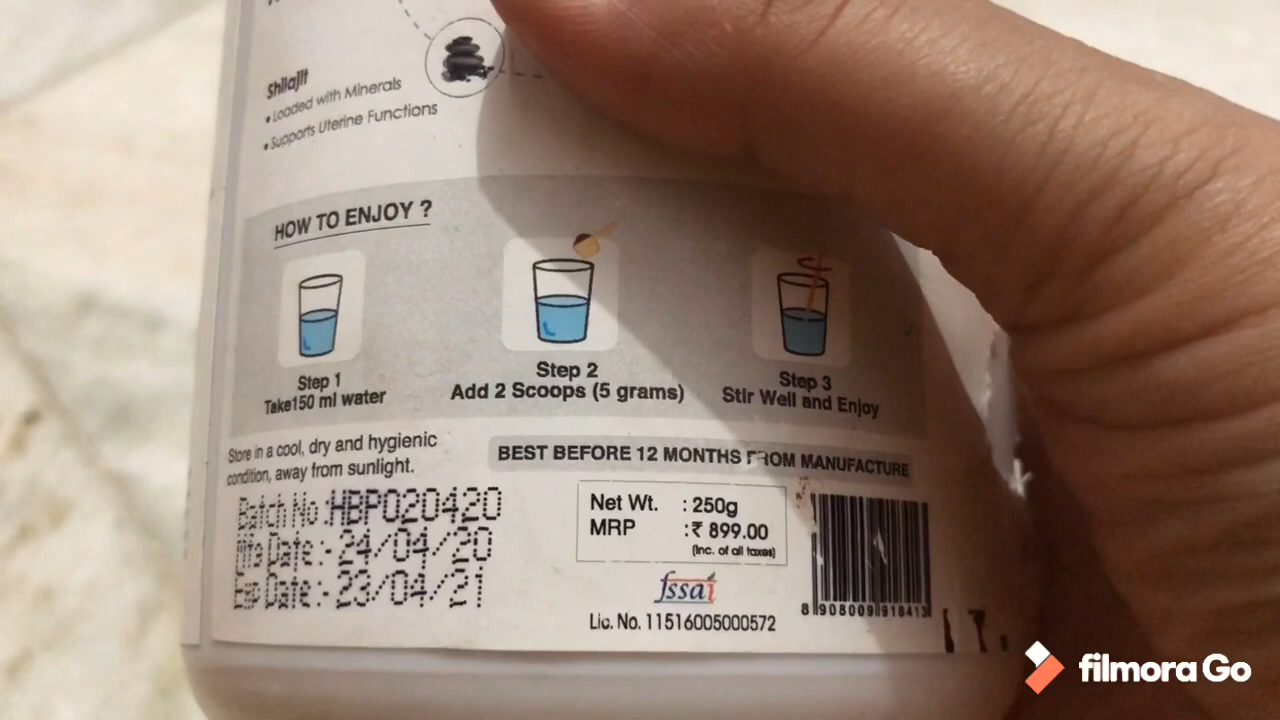 Shilajit
• Loaded with Minerals
• Supports Uterine Functions
HOW TO ENJOY ?
Step 1
Take150 ml water
Step 2
Add 2 Scoops (5 grams)
Step 3
Stir Well and Enjoy
Store in a cool, dry and hygienic
condition, away from sunlight.
BEST BEFORE 12 MONTHS FROM MANUFACTURE
Batch No.:HBP020420
Mfg Date:- 24/04/20
Exp Date:- 23/04/21
Net Wt. : 250g
MRP :₹ 899.00
(Inc. of all taxes)
fssai
Lic. No. 11516005000572
8 908009 918413
filmora Go